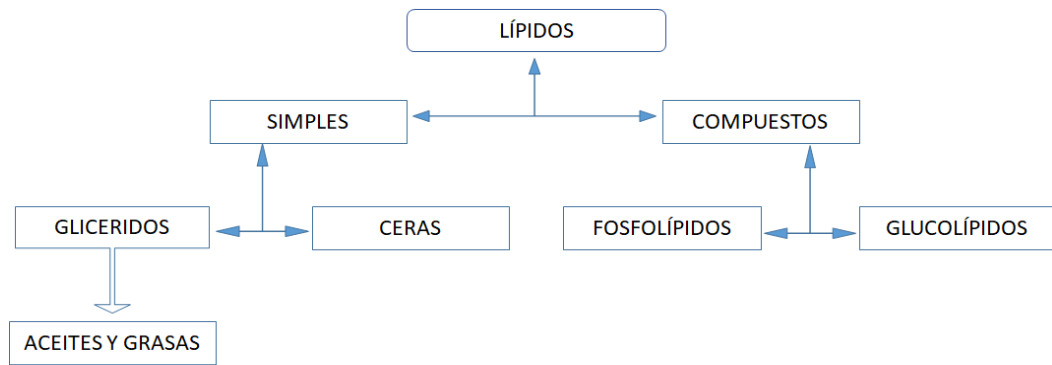 LÍPIDOS
SIMPLES
COMPUESTOS
GLICERIDOS
CERAS
FOSFOLÍPIDOS
GLUCOLÍPIDOS
ACEITES Y GRASAS